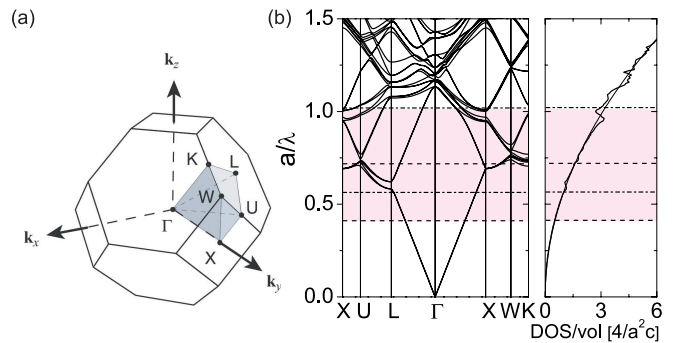 (a)
k_z
K
L
W
U
Γ
X
k_x
k_y
(b)
1.5
1.0
0.5
0.0
a/λ
X U L Γ X W K
0 3 6
DOS/vol [4/a²c]